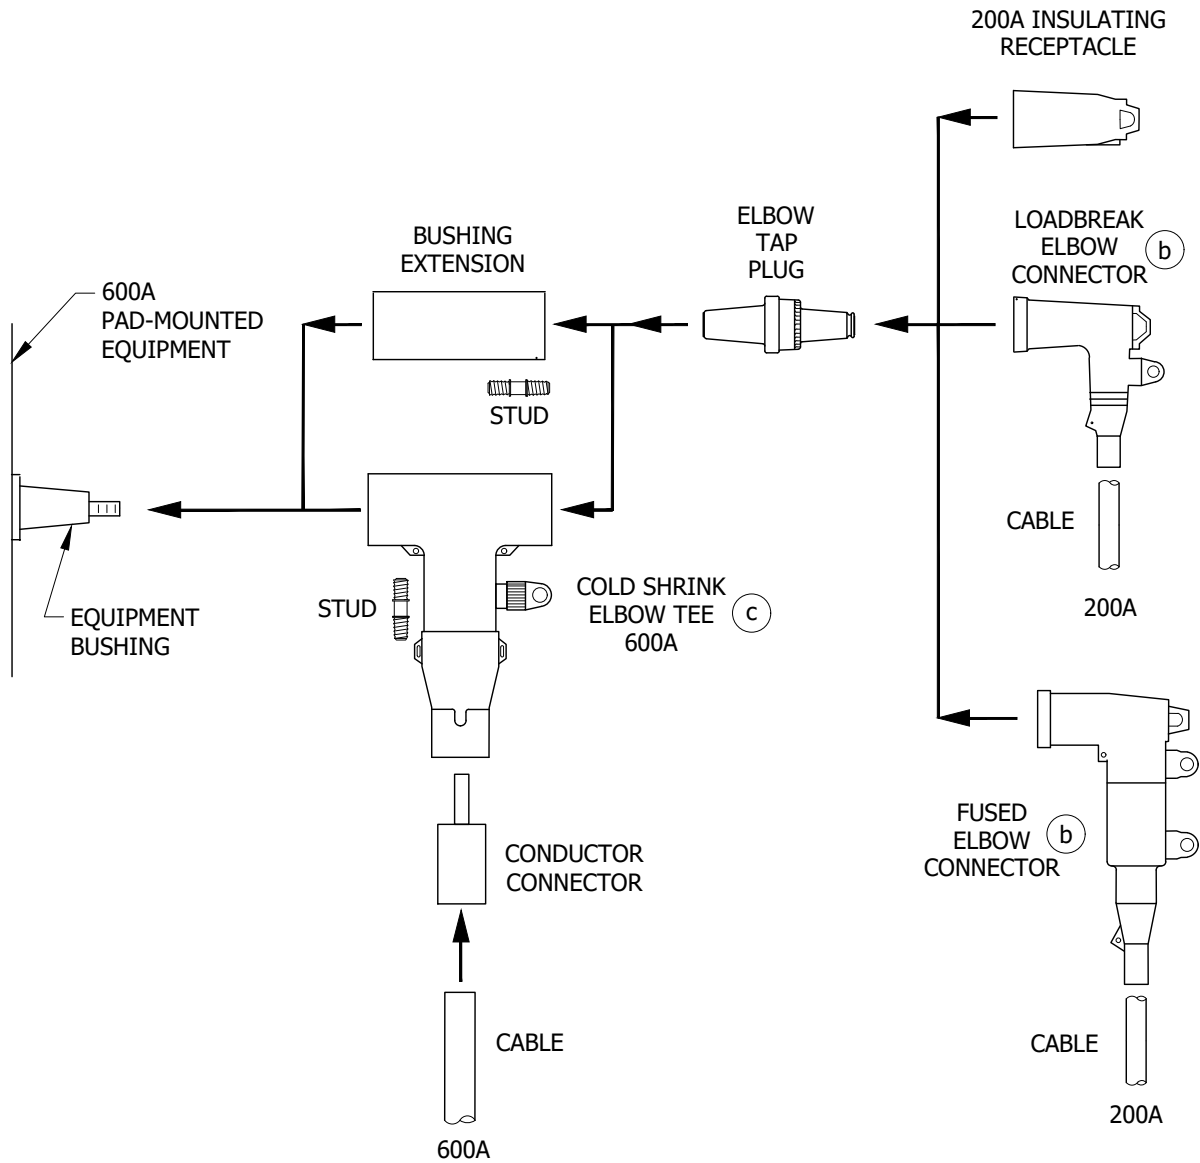 200A INSULATING
RECEPTACLE
ELBOW
TAP
PLUG
LOADBREAK
ELBOW
CONNECTOR
b
BUSHING
EXTENSION
600A
PAD-MOUNTED
EQUIPMENT
STUD
CABLE
200A
EQUIPMENT
BUSHING
STUD
COLD SHRINK
ELBOW TEE
600A
c
FUSED
ELBOW
CONNECTOR
b
CONDUCTOR
CONNECTOR
CABLE
600A
CABLE
200A